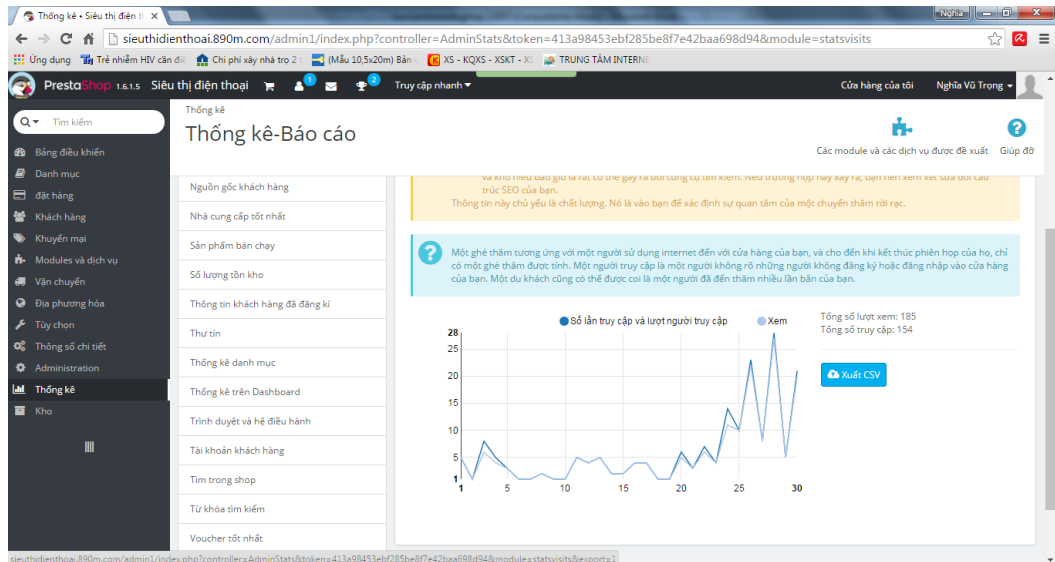 Thống kê • Siêu thị điện ti
Nghĩa
sieuthidienthoai.890m.com/admin1/index.php?controller=AdminStats&token=413a98453ebf285be8f7e42baa698d94&module=statsvisits
Ứng dụng Trẻ nhiễm HIV cần đi Chi phí xây nhà trọ 2 (Mẫu 10,5x20m) Bán XS - KQXS - XSKT - XS TRUNG TÂM INTERNE
PrestaShop 1.6.1.5 Siêu thị điện thoại 1 2 Truy cập nhanh Cửa hàng của tôi Nghĩa Vũ Trọng
Tìm kiếm
Bảng điều khiển
Danh mục
đặt hàng
Khách hàng
Khuyến mại
Modules và dịch vụ
Vận chuyển
Địa phương hóa
Tùy chọn
Thông số chi tiết
Administration
Thống kê
Kho
Thống kê
Thống kê-Báo cáo
Các module và các dịch vụ được đề xuất Giúp đỡ
Nguồn gốc khách hàng
Nhà cung cấp tốt nhất
Sản phẩm bán chạy
Số lượng tồn kho
Thông tin khách hàng đã đăng kí
Thư tín
Thống kê danh mục
Thống kê trên Dashboard
Trình duyệt và hệ điều hành
Tài khoản khách hàng
Tìm trong shop
Từ khóa tìm kiếm
Voucher tốt nhất
trúc SEO của bạn.
Thông tin này chủ yếu là chất lượng. Nó là vào bạn để xác định sự quan tâm của một chuyến thăm rời rạc.
Một ghé thăm tương ứng với một người sử dụng internet đến với cửa hàng của bạn, và cho đến khi kết thúc phiên họp của họ, chỉ
có một ghé thăm được tính. Một người truy cập là một người không rõ những người không đăng ký hoặc đăng nhập vào cửa hàng
của bạn. Một du khách cũng có thể được coi là một người đã đến thăm nhiều lần bản của bạn.
Số lần truy cập vá lượt người truy cập Xem
28
25
20
15
10
5
1
1 5 10 15 20 25 30
Tổng số lượt xem: 185
Tổng số truy cập: 154
Xuất CSV
sieuthidienthoai.890m.com/admin1/index.php?controller=AdminStats&token=413a98453ebf285be8f7e42baa698d94&module=statsvisits&export=1